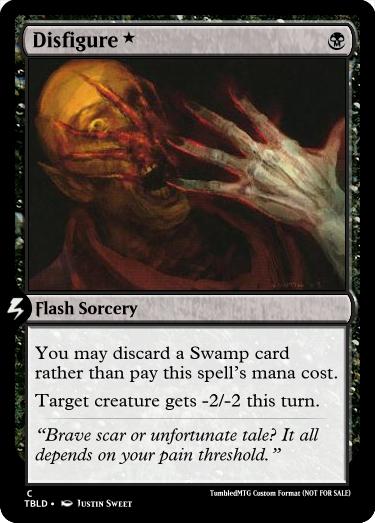 Disfigure ★
Flash Sorcery
You may discard a Swamp card
rather than pay this spell's mana cost.
Target creature gets -2/-2 this turn.
“Brave scar or unfortunate tale? It all
depends on your pain threshold.”
C
TBLD • Justin Sweet
TumbledMTG Custom Format (NOT FOR SALE)